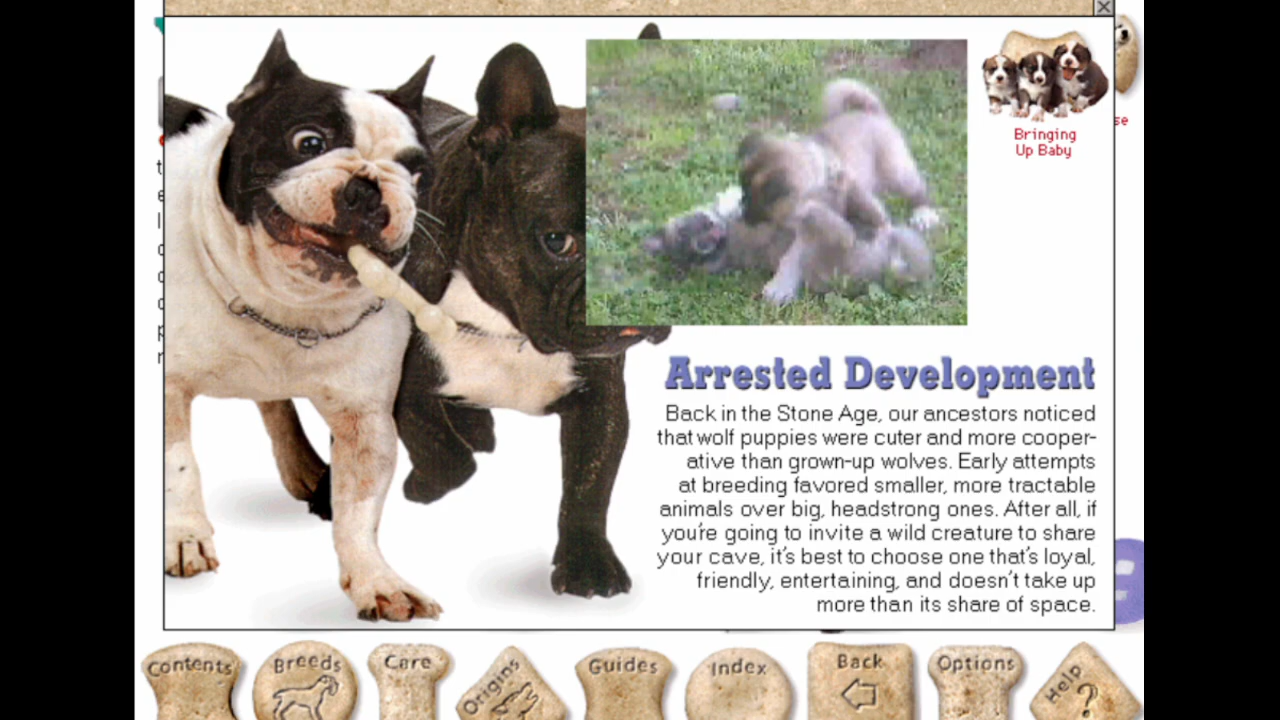 Bringing
Up Baby
se
t
e
l
p
r
Arrested Development
Back in the Stone Age, our ancestors noticed
that wolf puppies were cuter and more cooper-
ative than grown-up wolves. Early attempts
at breeding favored smaller, more tractable
animals over big, headstrong ones. After all, if
you're going to invite a wild creature to share
your cave, it's best to choose one that's loyal,
friendly, entertaining, and doesn't take up
more than its share of space.
Contents
Breeds
Care
Origins
Guides
Index
Back
Options
Help
?